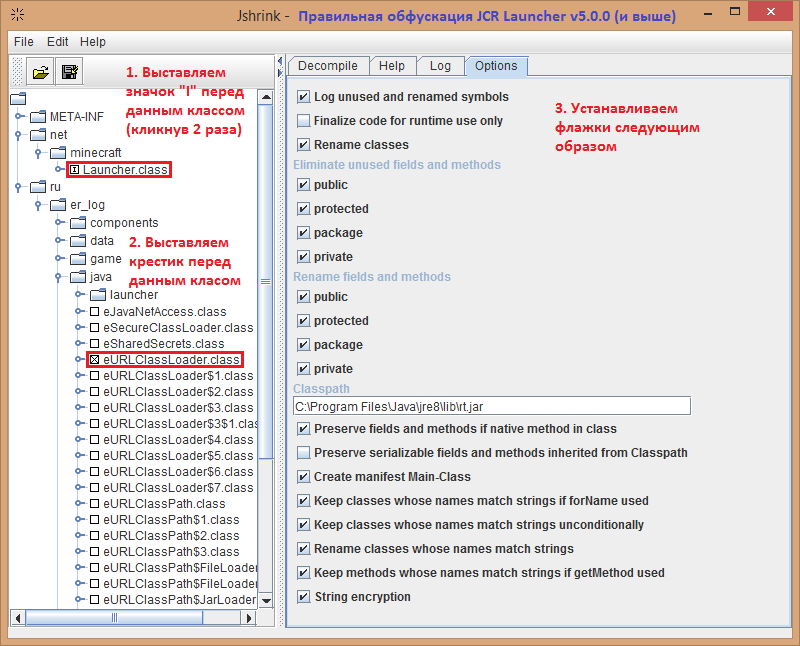 Jshrink - Правильная обфускация JCR Launcher v5.0.0 (и выше)
File Edit Help
1. Выставляем
значок "I" перед
данным классом
(кликнув 2 раза)
META-INF
net
minecraft
I Launcher.class
ru
er_log
components
data
game
java
2. Выставляем
крестик перед
данным класом
launcher
eJavaNetAccess.class
eSecureClassLoader.class
eSharedSecrets.class
eURLClassLoader.class
eURLClassLoader$1.class
eURLClassLoader$2.class
eURLClassLoader$3.class
eURLClassLoader$3$1.clas
eURLClassLoader$4.class
eURLClassLoader$5.class
eURLClassLoader$6.class
eURLClassLoader$7.class
eURLClassPath.class
eURLClassPath$1.class
eURLClassPath$2.class
eURLClassPath$3.class
eURLClassPath$FileLoader
eURLClassPath$FileLoader
eURLClassPath$JarLoader
Decompile Help Log Options
Log unused and renamed symbols
Finalize code for runtime use only
Rename classes
3. Устанавливаем
флажки следующим
образом
Eliminate unused fields and methods
public
protected
package
private
Rename fields and methods
public
protected
package
private
Classpath
C:\Program Files\Java\jre8\lib\rt.jar
Preserve fields and methods if native method in class
Preserve serializable fields and methods inherited from Classpath
Create manifest Main-Class
Keep classes whose names match strings if forName used
Keep classes whose names match strings unconditionally
Rename classes whose names match strings
Keep methods whose names match strings if getMethod used
String encryption